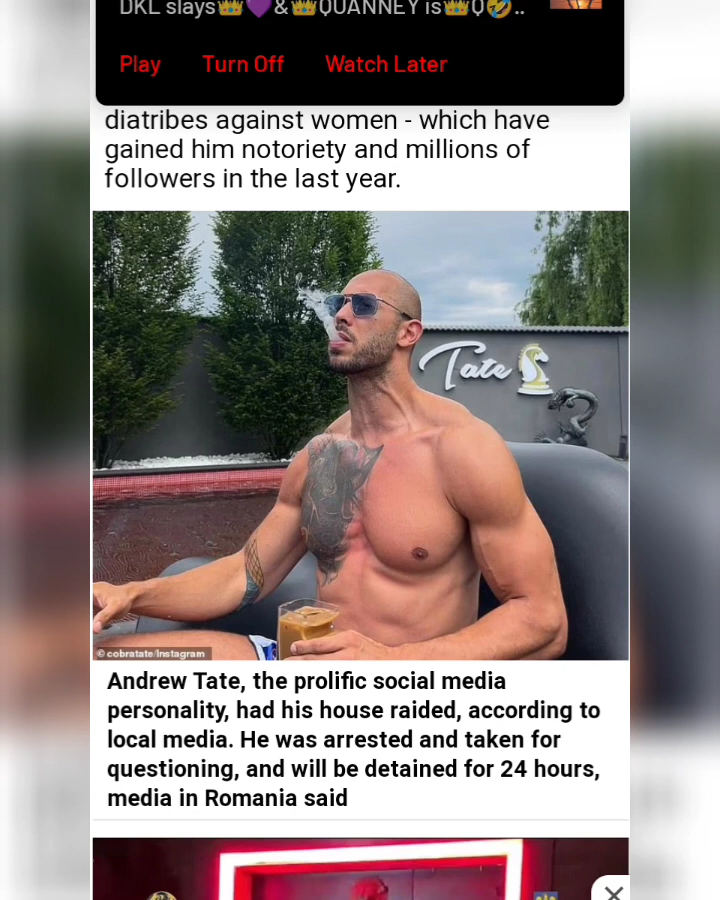 DKL slays👑💜&👑QUANNEY is👑Q🤣..
Play Turn Off Watch Later
diatribes against women - which have
gained him notoriety and millions of
followers in the last year.
Tate
© cobratate/Instagram
Andrew Tate, the prolific social media
personality, had his house raided, according to
local media. He was arrested and taken for
questioning, and will be detained for 24 hours,
media in Romania said